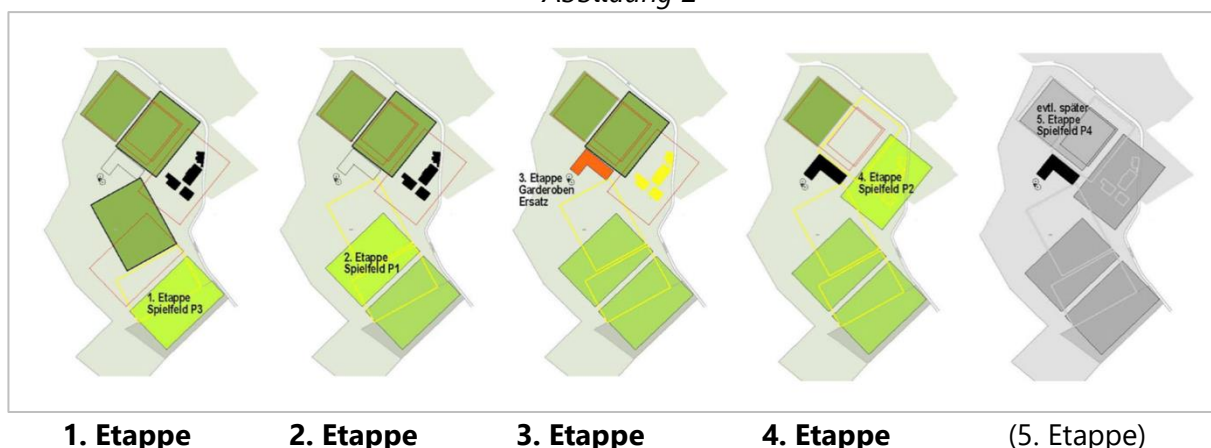 Abbildung 2
1. Etappe
Spielfeld P3
2. Etappe
Spielfeld P1
3. Etappe
Garderoben
Ersatz
4. Etappe
Spielfeld P2
evtl. später
5. Etappe
Spielfeld P4
1. Etappe
2. Etappe
3. Etappe
4. Etappe
(5. Etappe)